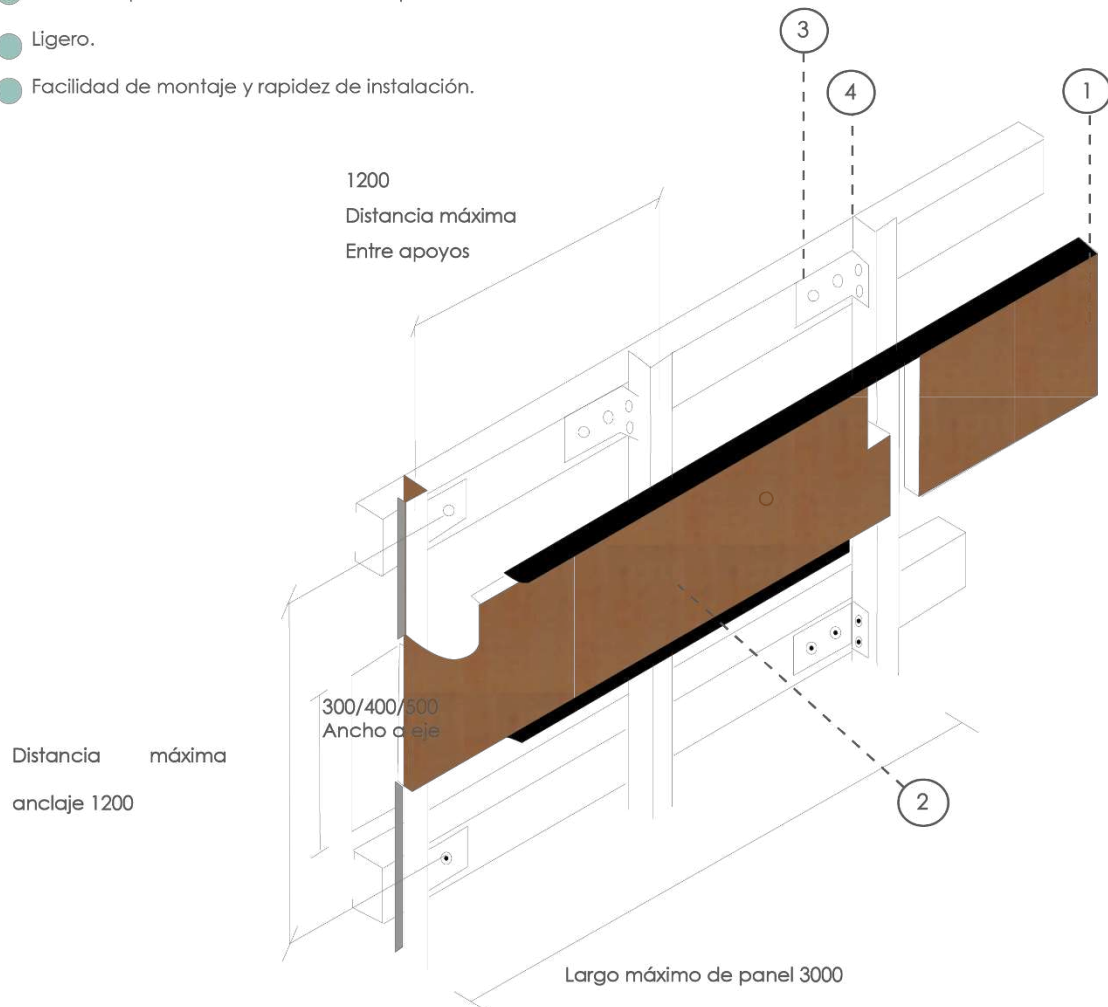 Ligero.
Facilidad de montaje y rapidez de instalación.
3
4
1
1200
Distancia máxima
Entre apoyos
300/400/500
Ancho a eje
Distancia máxima
anclaje 1200
2
Largo máximo de panel 3000